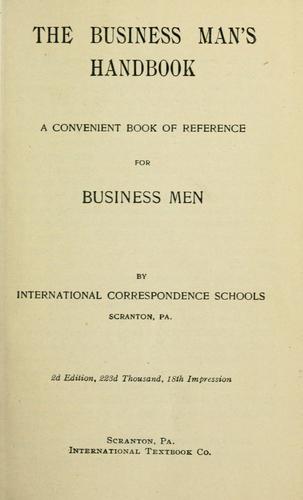 THE BUSINESS MAN'S
HANDBOOK
A CONVENIENT BOOK OF REFERENCE
FOR
BUSINESS MEN
BY
INTERNATIONAL CORRESPONDENCE SCHOOLS
SCRANTON, PA.
2d Edition, 223d Thousand, 18th Impression
SCRANTON, PA.
INTERNATIONAL TEXTBOOK CO.